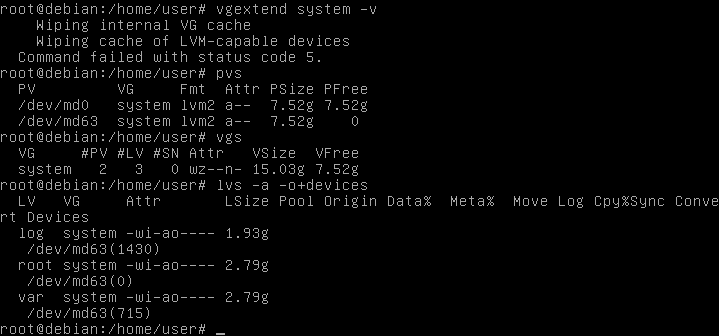 root@debian:/home/user# vgextend system -v
    Wiping internal VG cache
    Wiping cache of LVM-capable devices
  Command failed with status code 5.
root@debian:/home/user# pvs
  PV         VG     Fmt  Attr PSize PFree
  /dev/md0   system lvm2 a--  7.52g 7.52g
  /dev/md63  system lvm2 a--  7.52g     0
root@debian:/home/user# vgs
  VG     #PV #LV #SN Attr   VSize  VFree
  system   2   3   0 wz--n- 15.03g 7.52g
root@debian:/home/user# lvs -a -o+devices
  LV   VG     Attr       LSize Pool Origin Data%  Meta%  Move Log Cpy%Sync Conve
rt Devices
  log  system -wi-ao---- 1.93g
   /dev/md63(1430)
  root system -wi-ao---- 2.79g
   /dev/md63(0)
  var  system -wi-ao---- 2.79g
   /dev/md63(715)
root@debian:/home/user# _